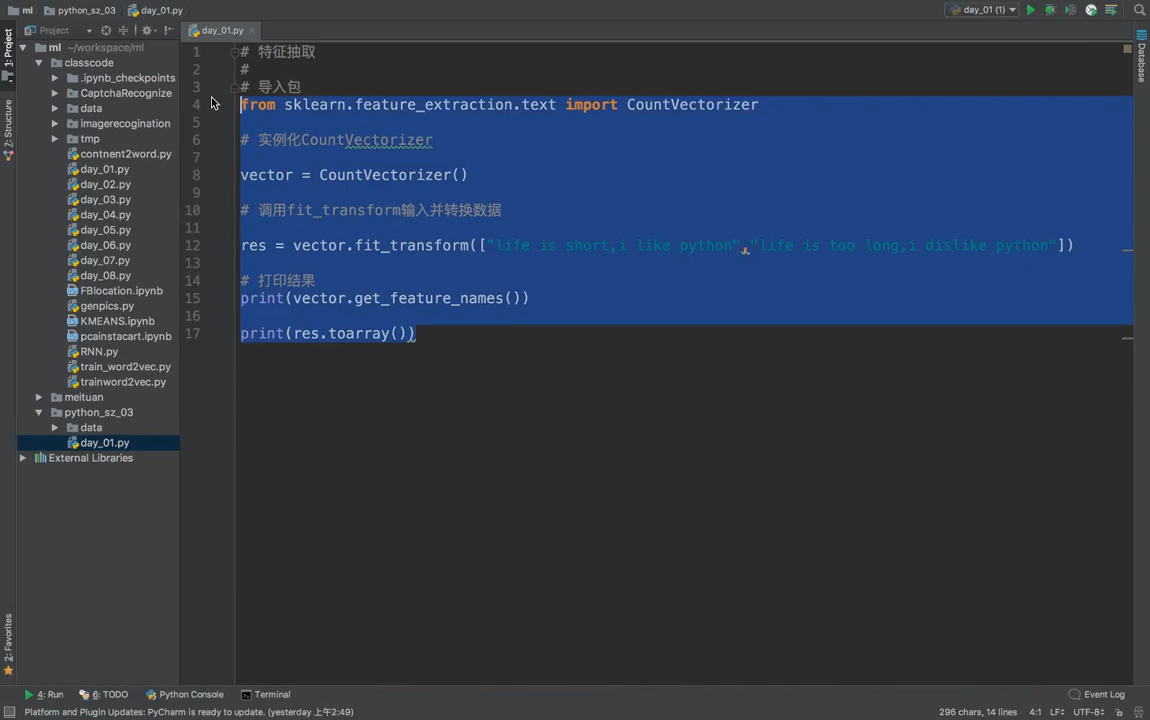 ml
python_sz_03
day_01.py
day_01 (1)
Project
day_01.py
1: Project
Z: Structure
2: Favorites
Database
ml ~/workspace/ml
classcode
.ipynb_checkpoints
CaptchaRecognize
data
imagerecogination
tmp
contnent2word.py
day_01.py
day_02.py
day_03.py
day_04.py
day_05.py
day_06.py
day_07.py
day_08.py
FBlocation.ipynb
genpics.py
KMEANS.ipynb
pcainstacart.ipynb
RNN.py
train_word2vec.py
trainword2vec.py
meituan
python_sz_03
data
day_01.py
External Libraries
1 # 特征抽取
2 #
3 # 导入包
4 from sklearn.feature_extraction.text import CountVectorizer
5
6 # 实例化CountVectorizer
7
8 vector = CountVectorizer()
9
10 # 调用fit_transform输入并转换数据
11
12 res = vector.fit_transform(["life is short,i like python","life is too long,i dislike python"])
13
14 # 打印结果
15 print(vector.get_feature_names())
16
17 print(res.toarray())
4: Run
6: TODO
Python Console
Terminal
Event Log
Platform and Plugin Updates: PyCharm is ready to update. (yesterday 上午2:49)
296 chars, 14 lines
4:1
LF÷
UTF-8÷